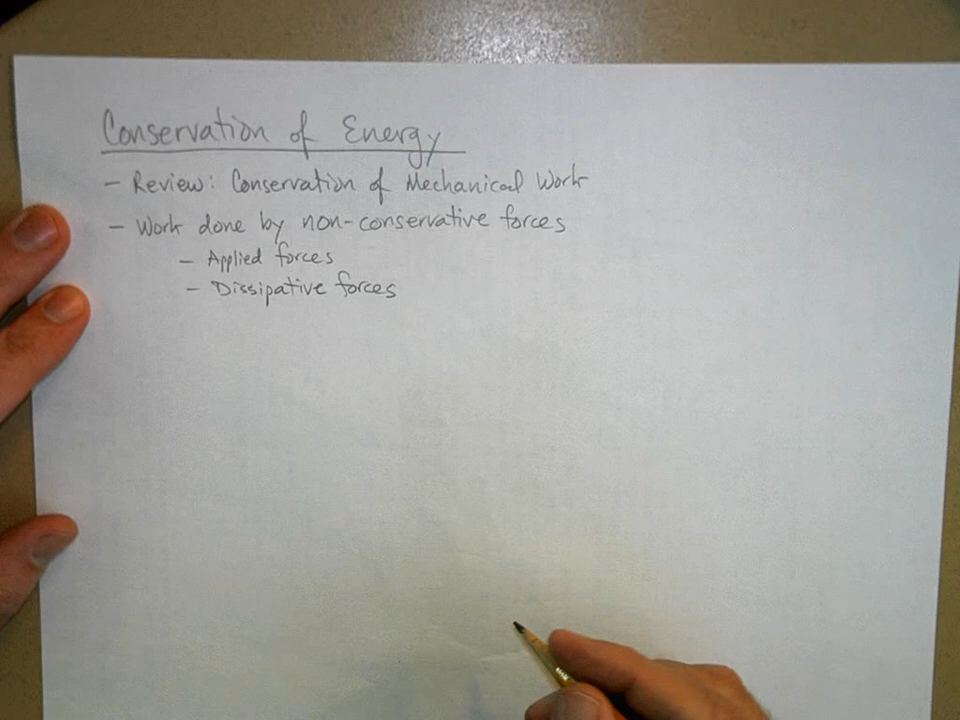 Conservation of Energy
- Review: Conservation of Mechanical Work
- Work done by non-conservative forces
- Applied forces
- Dissipative forces